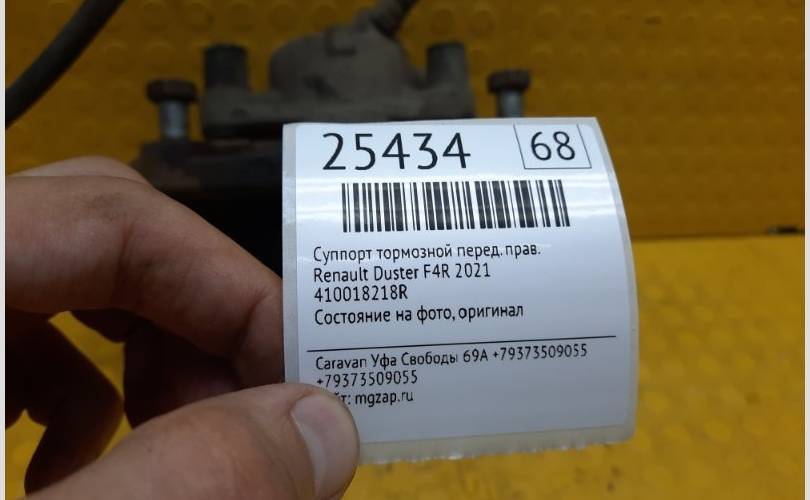 25434 68
Суппорт тормозной перед. прав.
Renault Duster F4R 2021
410018218R
Состояние на фото, оригинал
Caravan Уфа Свободы 69А +79373509055
+79373509055
mgzap.ru